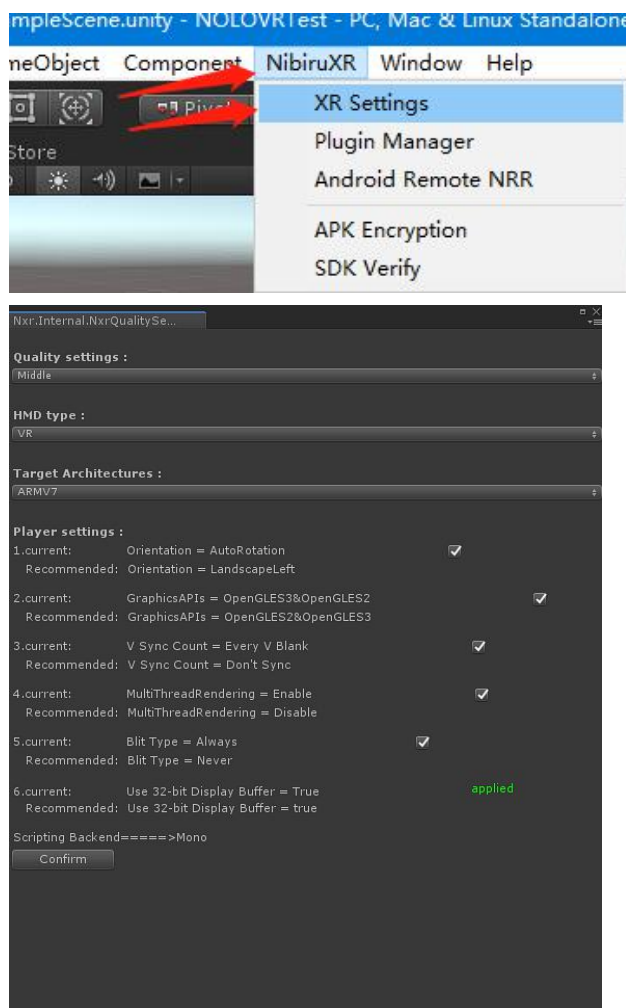 mpleScene.unity - NOLOVRTest - PC, Mac & Linux Standalone
meObject Component NibiruXR Window Help
XR Settings
Store
Plugin Manager
Android Remote NRR
APK Encryption
SDK Verify
Nxr.Internal.NxrQualitySe...
Quality settings :
Middle
HMD type :
VR
Target Architectures :
ARMV7
Player settings :
1.current: Orientation = AutoRotation
Recommended: Orientation = LandscapeLeft
2.current: GraphicsAPIs = OpenGLES3&OpenGLES2
Recommended: GraphicsAPIs = OpenGLES2&OpenGLES3
3.current: V Sync Count = Every V Blank
Recommended: V Sync Count = Don't Sync
4.current: MultiThreadRendering = Enable
Recommended: MultiThreadRendering = Disable
5.current: Blit Type = Always
Recommended: Blit Type = Never
6.current: Use 32-bit Display Buffer = True applied
Recommended: Use 32-bit Display Buffer = true
Scripting Backend=====>Mono
Confirm